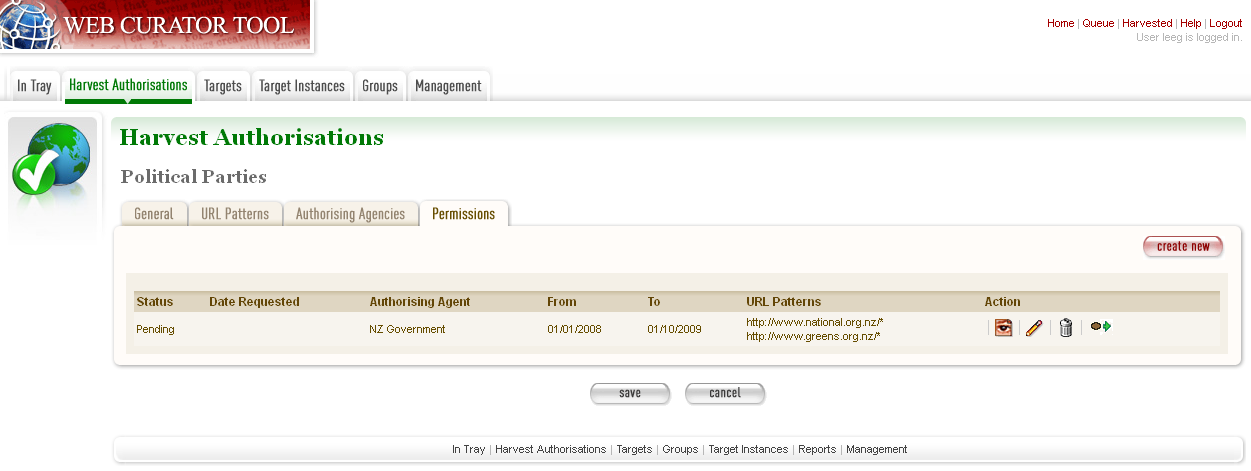 WEB CURATOR TOOL
Home | Queue | Harvested | Help | Logout
User leeg is logged in.
In Tray Harvest Authorisations Targets Target Instances Groups Management
Harvest Authorisations
Political Parties
General URL Patterns Authorising Agencies Permissions
create new
Status Date Requested Authorising Agent From To URL Patterns Action
Pending NZ Government 01/01/2008 01/10/2009 http://www.national.org.nz/*
http://www.greens.org.nz/*
save cancel
In Tray | Harvest Authorisations | Targets | Groups | Target Instances | Reports | Management